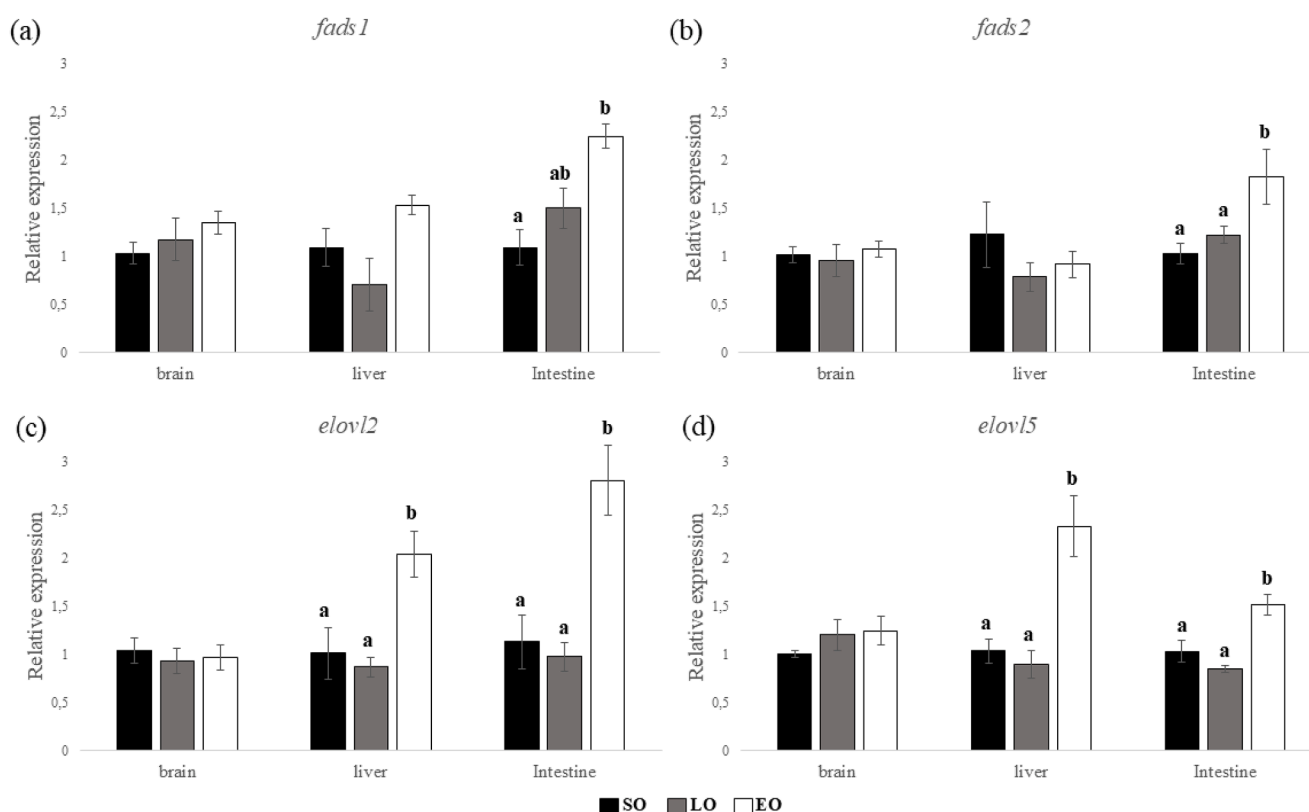 (a)
fads1
3
2,5
2
1,5
1
0,5
0
Relative expression
a
ab
b
brain
liver
Intestine
(b)
fads2
3
2,5
2
1,5
1
0,5
0
Relative expression
a
a
b
brain
liver
Intestine
(c)
elovl2
3
2,5
2
1,5
1
0,5
0
Relative expression
a
a
b
a
a
b
brain
liver
Intestine
(d)
elovl5
3
2,5
2
1,5
1
0,5
0
Relative expression
a
a
b
a
a
b
brain
liver
Intestine
SO LO EO